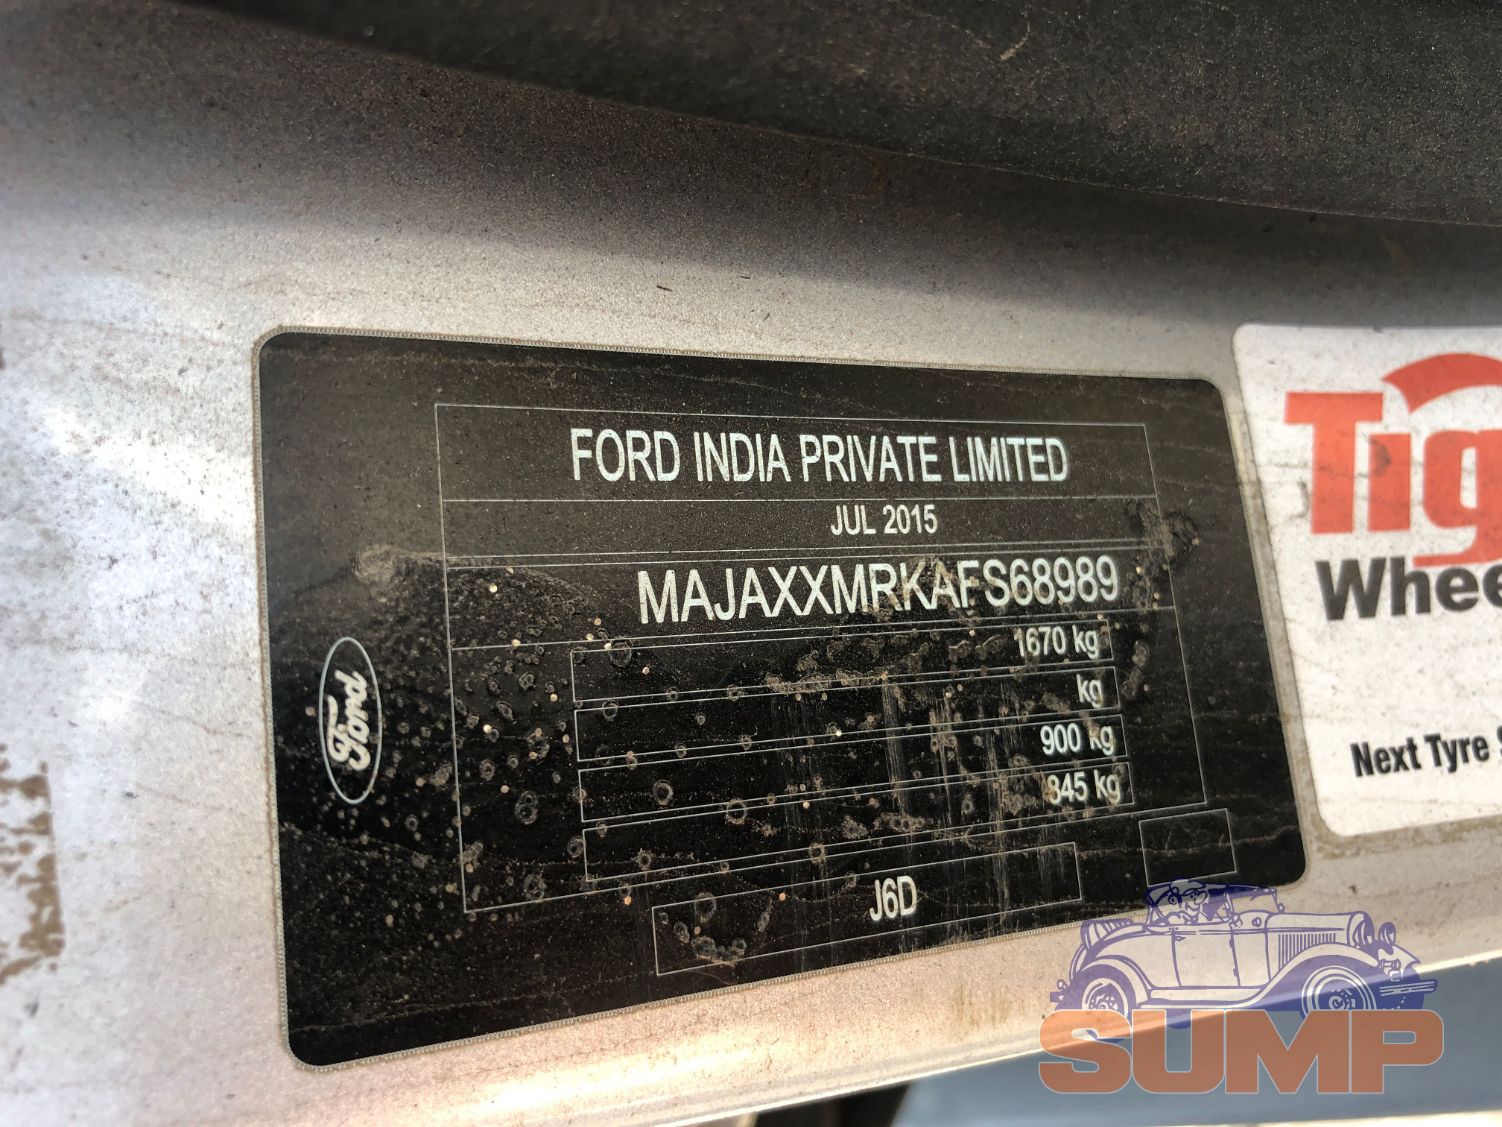 FORD INDIA PRIVATE LIMITED
JUL 2015
MAJAXXMRKAFS68989
1670 kg
kg
900 kg
845 kg
J6D
Ford
Tig
Whee
Next Tyre
SUMP